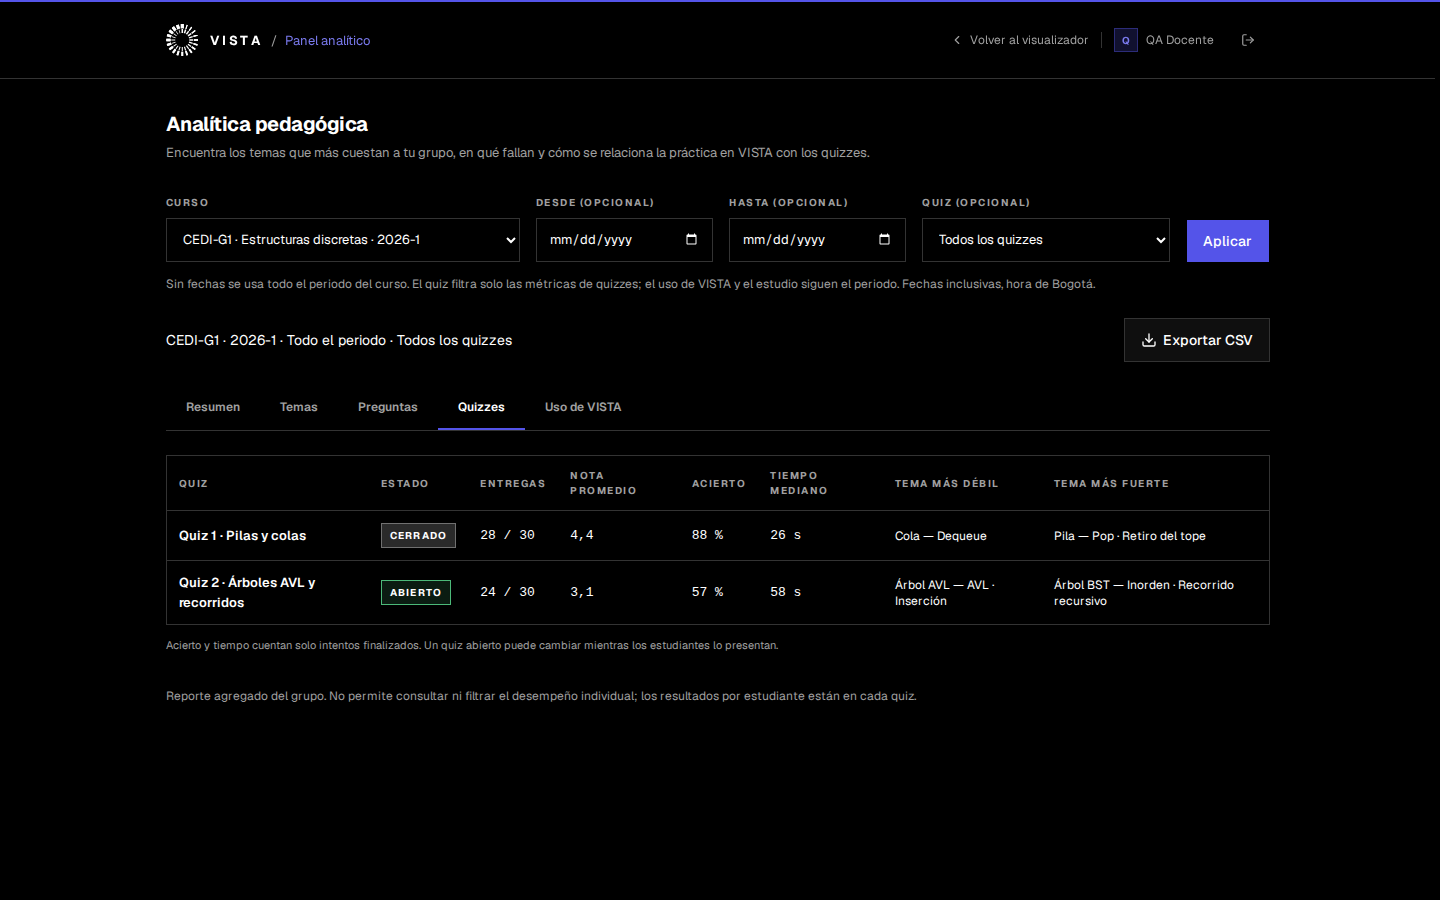 VISTA / Panel analítico
Volver al visualizador
Q QA Docente
Analítica pedagógica
Encuentra los temas que más cuestan a tu grupo, en qué fallan y cómo se relaciona la práctica en VISTA con los quizzes.
CURSO DESDE (OPCIONAL) HASTA (OPCIONAL) QUIZ (OPCIONAL)
CEDI-G1 · Estructuras discretas · 2026-1 mm/dd/yyyy mm/dd/yyyy Todos los quizzes Aplicar
Sin fechas se usa todo el periodo del curso. El quiz filtra solo las métricas de quizzes; el uso de VISTA y el estudio siguen el periodo. Fechas inclusivas, hora de Bogotá.
CEDI-G1 · 2026-1 · Todo el periodo · Todos los quizzes Exportar CSV
Resumen Temas Preguntas Quizzes Uso de VISTA
QUIZ ESTADO ENTREGAS NOTA PROMEDIO ACIERTO TIEMPO MEDIANO TEMA MÁS DÉBIL TEMA MÁS FUERTE
Quiz 1 · Pilas y colas CERRADO 28 / 30 4,4 88 % 26 s Cola — Dequeue Pila — Pop · Retiro del tope
Quiz 2 · Árboles AVL y recorridos ABIERTO 24 / 30 3,1 57 % 58 s Árbol AVL — AVL · Inserción Árbol BST — Inorden · Recorrido recursivo
Acierto y tiempo cuentan solo intentos finalizados. Un quiz abierto puede cambiar mientras los estudiantes lo presentan.
Reporte agregado del grupo. No permite consultar ni filtrar el desempeño individual; los resultados por estudiante están en cada quiz.